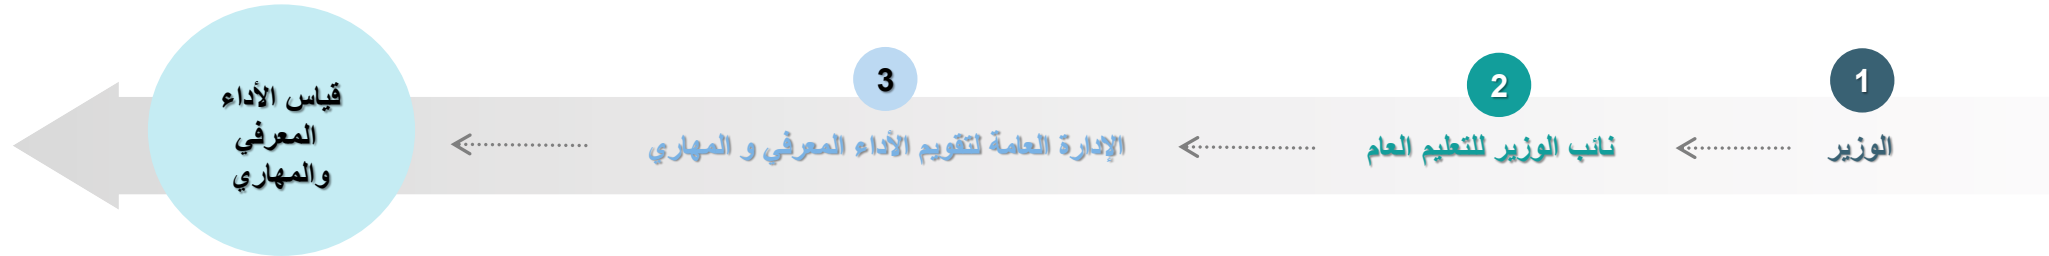 1
الوزير
2
نائب الوزير للتعليم العام
3
الإدارة العامة لتقويم الأداء المعرفي و المهاري
قياس الأداء
المعرفي
والمهاري